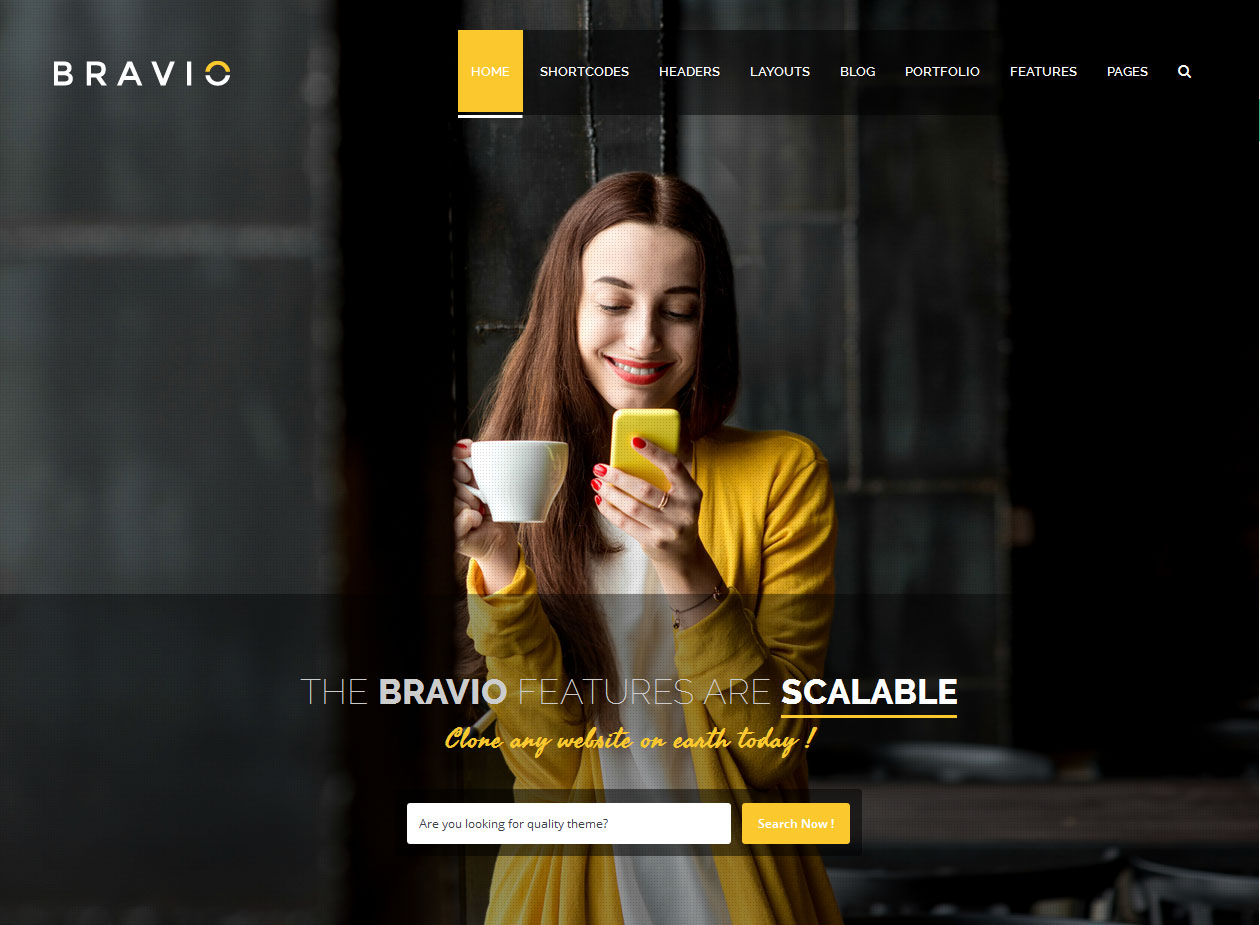 BRAVIO
HOME SHORTCODES HEADERS LAYOUTS BLOG PORTFOLIO FEATURES PAGES
THE BRAVIO FEATURES ARE SCALABLE
Clone any website on earth today !
Are you looking for quality theme? Search Now !